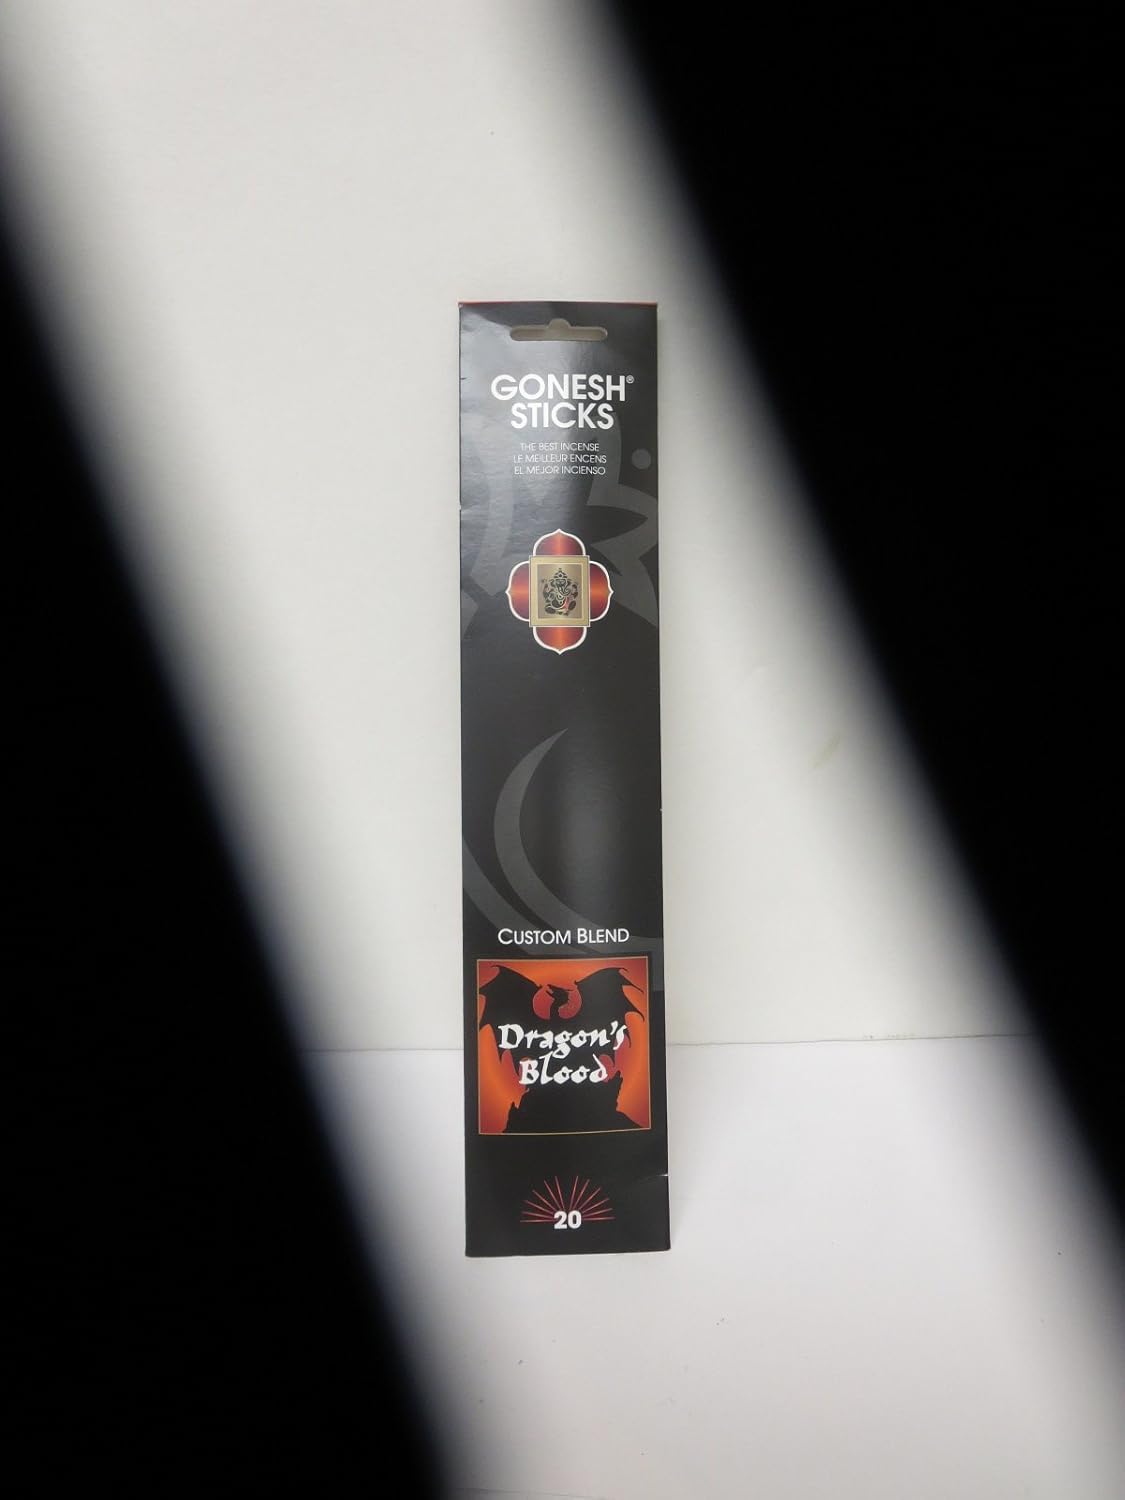 GONESH®
STICKS
THE BEST INCENSE
LE MEILLEUR ENCENS
EL MEJOR INCIENSO
CUSTOM BLEND
Dragon's
Blood
20